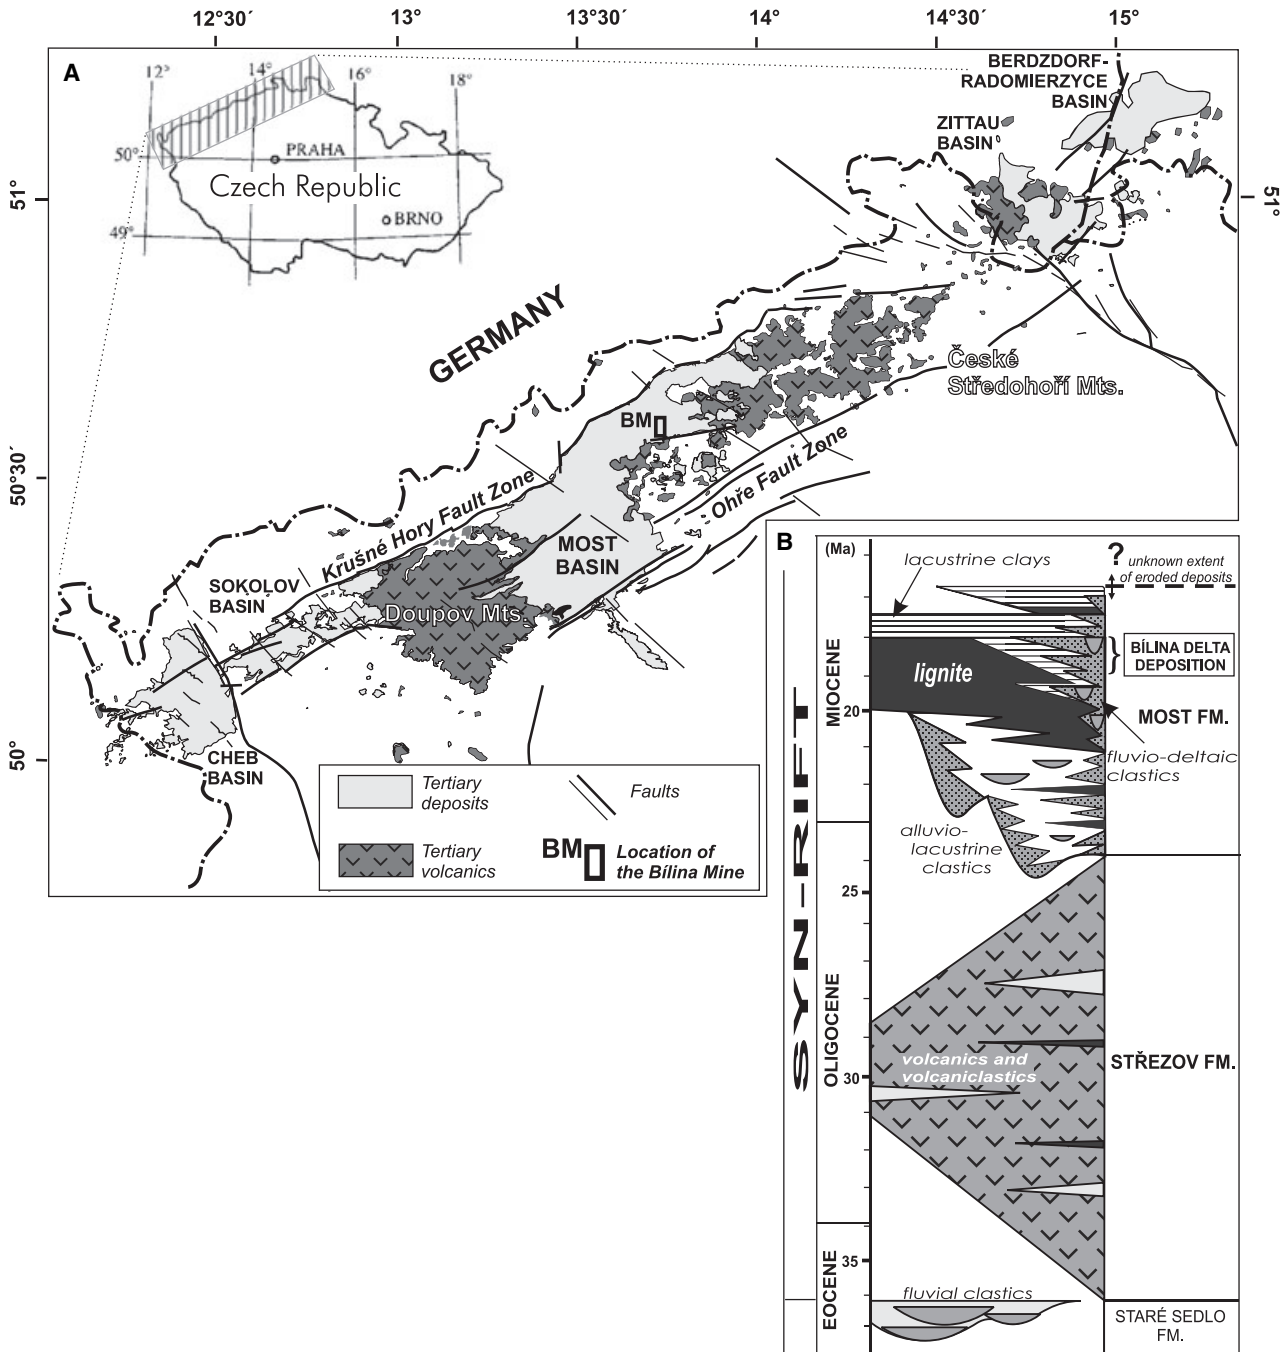 12°30´
13°
13°30´
14°
14°30´
15°
A
12°
14°
16°
18°
50°
PRAHA
Czech Republic
BRNO
49°
51°
50°30´
50°
51°
BERDZDORF-
RADOMIERZYCE
BASIN
ZITTAU
BASIN
GERMANY
České
Středohoří Mts.
BM
Ohře Fault Zone
Krušné Hory Fault Zone
MOST
BASIN
SOKOLOV
BASIN
Doupov Mts.
CHEB
BASIN
Tertiary
deposits
Faults
Tertiary
volcanics
BM
Location of
the Bílina Mine
B
(Ma)
lacustrine clays
?
unknown extent
of eroded deposits
BÍLINA DELTA
DEPOSITION
lignite
MIOCENE
20
MOST FM.
fluvio-deltaic
clastics
alluvio-
lacustrine
clastics
SYN–RIFT
25
OLIGOCENE
volcanics and
volcaniclastics
30
STŘEZOV FM.
35
EOCENE
fluvial clastics
STARÉ SEDLO
FM.